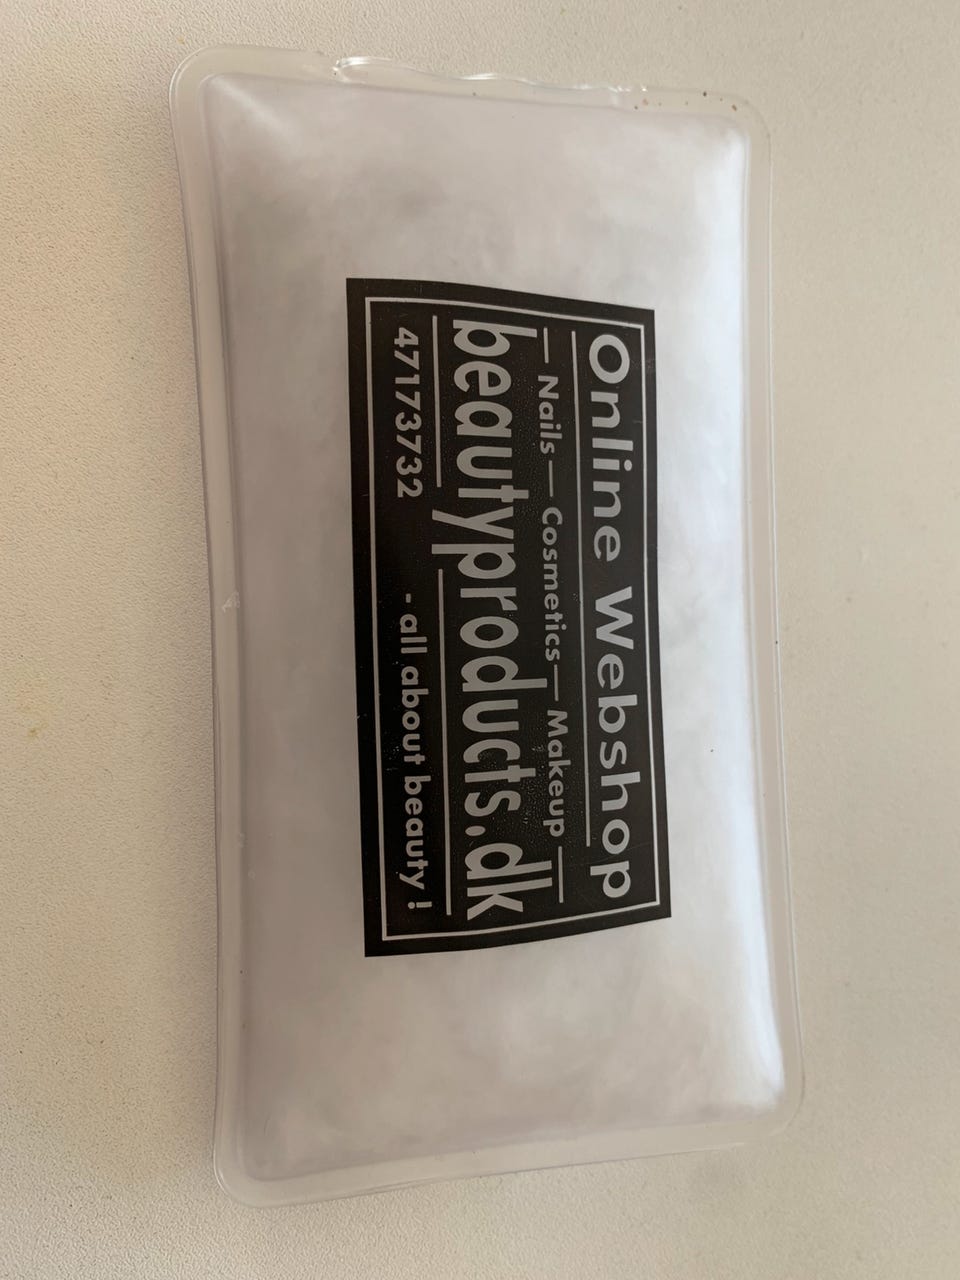 Online Webshop
Nails — Cosmetics — Makeup
beautyproducts.dk
47173732 - all about beauty !